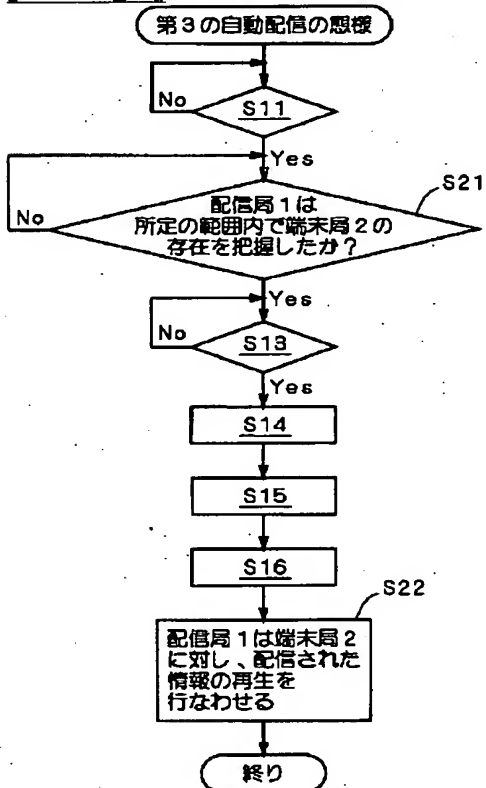 第3の自動配信の態様
No
S11
Yes
S21
No
配信局1は
所定の範囲内で端末局2の
存在を把握したか?
Yes
No
S13
Yes
S14
S15
S16
S22
配信局1は端末局2
に対し、配信された
情報の再生を
行なわせる
終り